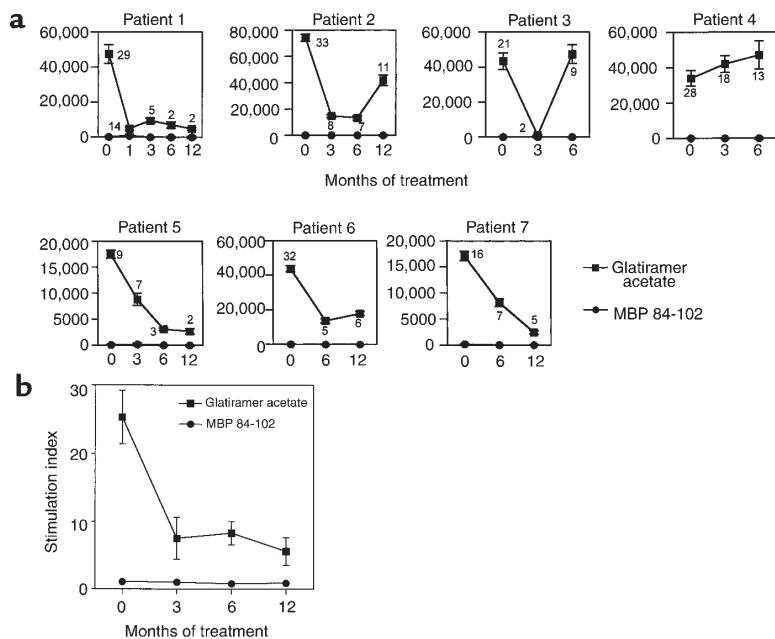 a
Patient 1
60,000
40,000
20,000
0
29
14
5
2
2
0 1 3 6 12
Patient 2
80,000
60,000
40,000
20,000
0
33
8
7
11
0 3 6 12
Patient 3
60,000
40,000
20,000
0
21
2
9
0 3 6
Patient 4
60,000
40,000
20,000
0
28
18
13
0 3 6
Months of treatment
Patient 5
20,000
15,000
10,000
5000
0
9
7
3
2
0 3 6 12
Patient 6
60,000
40,000
20,000
0
32
5
6
0 6 12
Patient 7
20,000
15,000
10,000
5000
0
16
7
5
0 6 12
Glatiramer
acetate
MBP 84-102
b
Stimulation index
30
20
10
0
Glatiramer acetate
MBP 84-102
0 3 6 12
Months of treatment